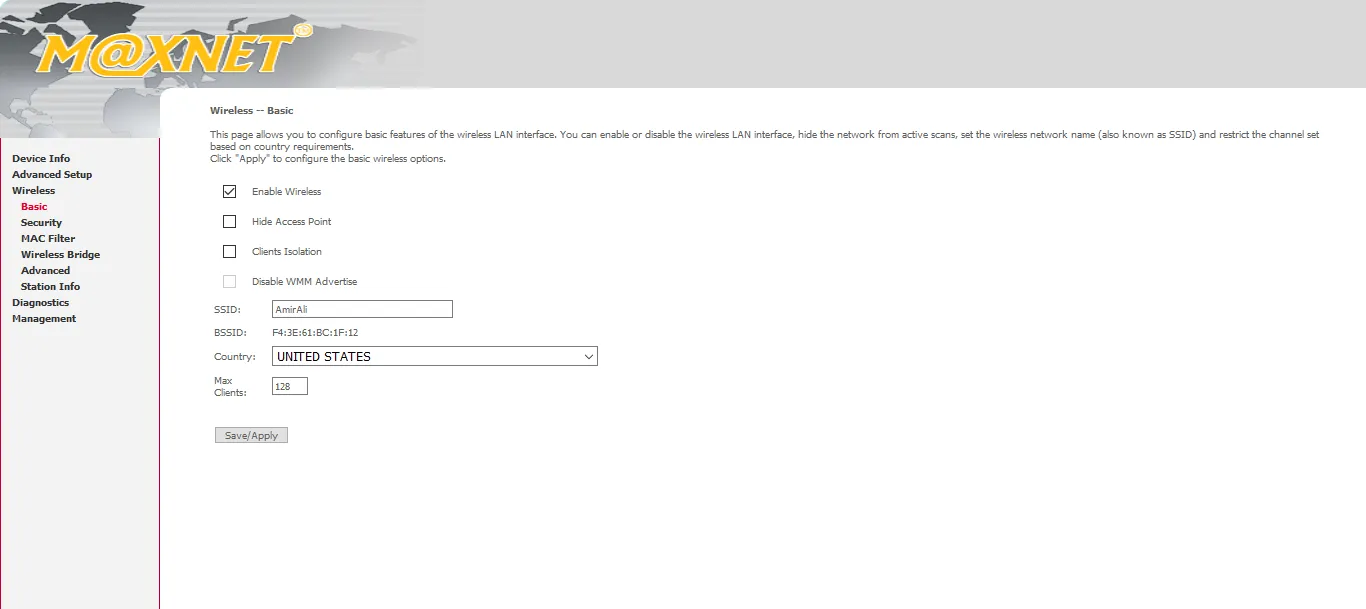 M@XNET
Wireless -- Basic
This page allows you to configure basic features of the wireless LAN interface. You can enable or disable the wireless LAN interface, hide the network from active scans, set the wireless network name (also known as SSID) and restrict the channel set
based on country requirements.
Click "Apply" to configure the basic wireless options.
Device Info
Advanced Setup
Wireless
Basic
Security
MAC Filter
Wireless Bridge
Advanced
Station Info
Diagnostics
Management
Enable Wireless
Hide Access Point
Clients Isolation
Disable WMM Advertise
SSID: AmirAli
BSSID: F4:3E:61:BC:1F:12
Country: UNITED STATES
Max
Clients: 128
Save/Apply